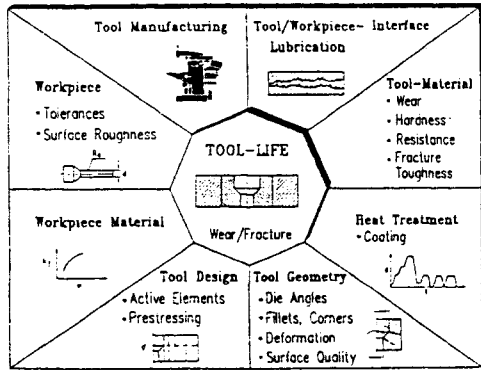 Tool Manufacturing
Tool/Workpiece- Interface
Lubrication
Workpiece
• Tolerances
• Surface Roughness
Tool-Material
• Wear
• Hardness
• Resistance
• Fracture
Toughness
TOOL-LIFE
Wear/Fracture
Workpiece Material
Heat Treatment
• Coating
Tool Design
• Active Elements
• Prestressing
Tool Geometry
• Die Angles
• Fillets, Corners
• Deformation
• Surface Quality